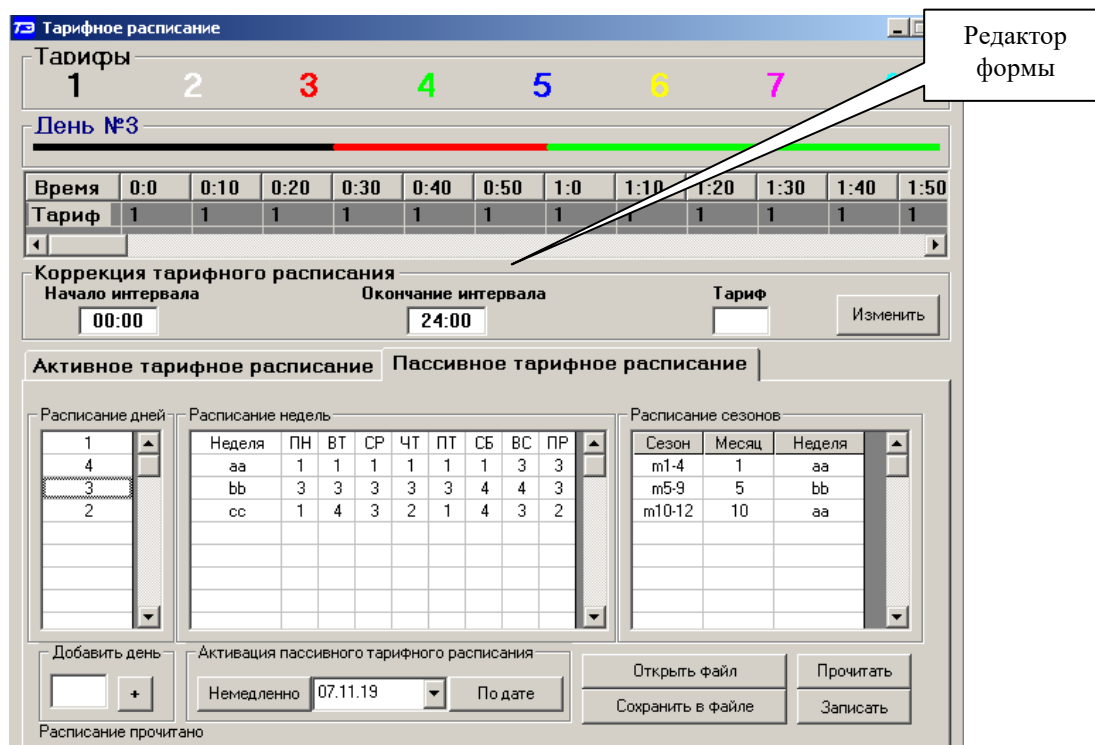 ТЭ Тарифное расписание
Редактор формы
Тарифы
1 2 3 4 5 6 7
День №3
Время 0:0 0:10 0:20 0:30 0:40 0:50 1:0 1:10 1:20 1:30 1:40 1:50
Тариф 1 1 1 1 1 1 1 1 1 1 1 1
Коррекция тарифного расписания
Начало интервала Окончание интервала Тариф
00:00 24:00 Изменить
Активное тарифное расписание Пассивное тарифное расписание
Расписание дней Расписание недель Расписание сезонов
1 Неделя ПН ВТ СР ЧТ ПТ СБ ВС ПР Сезон Месяц Неделя
4 aa 1 1 1 1 1 1 3 3 m1-4 1 aa
3 bb 3 3 3 3 3 4 4 3 m5-9 5 bb
2 cc 1 4 3 2 1 4 3 2 m10-12 10 aa
Добавить день Активация пассивного тарифного расписания
+ Немедленно 07.11.19 По дате
Открыть файл Прочитать
Сохранить в файле Записать
Расписание прочитано